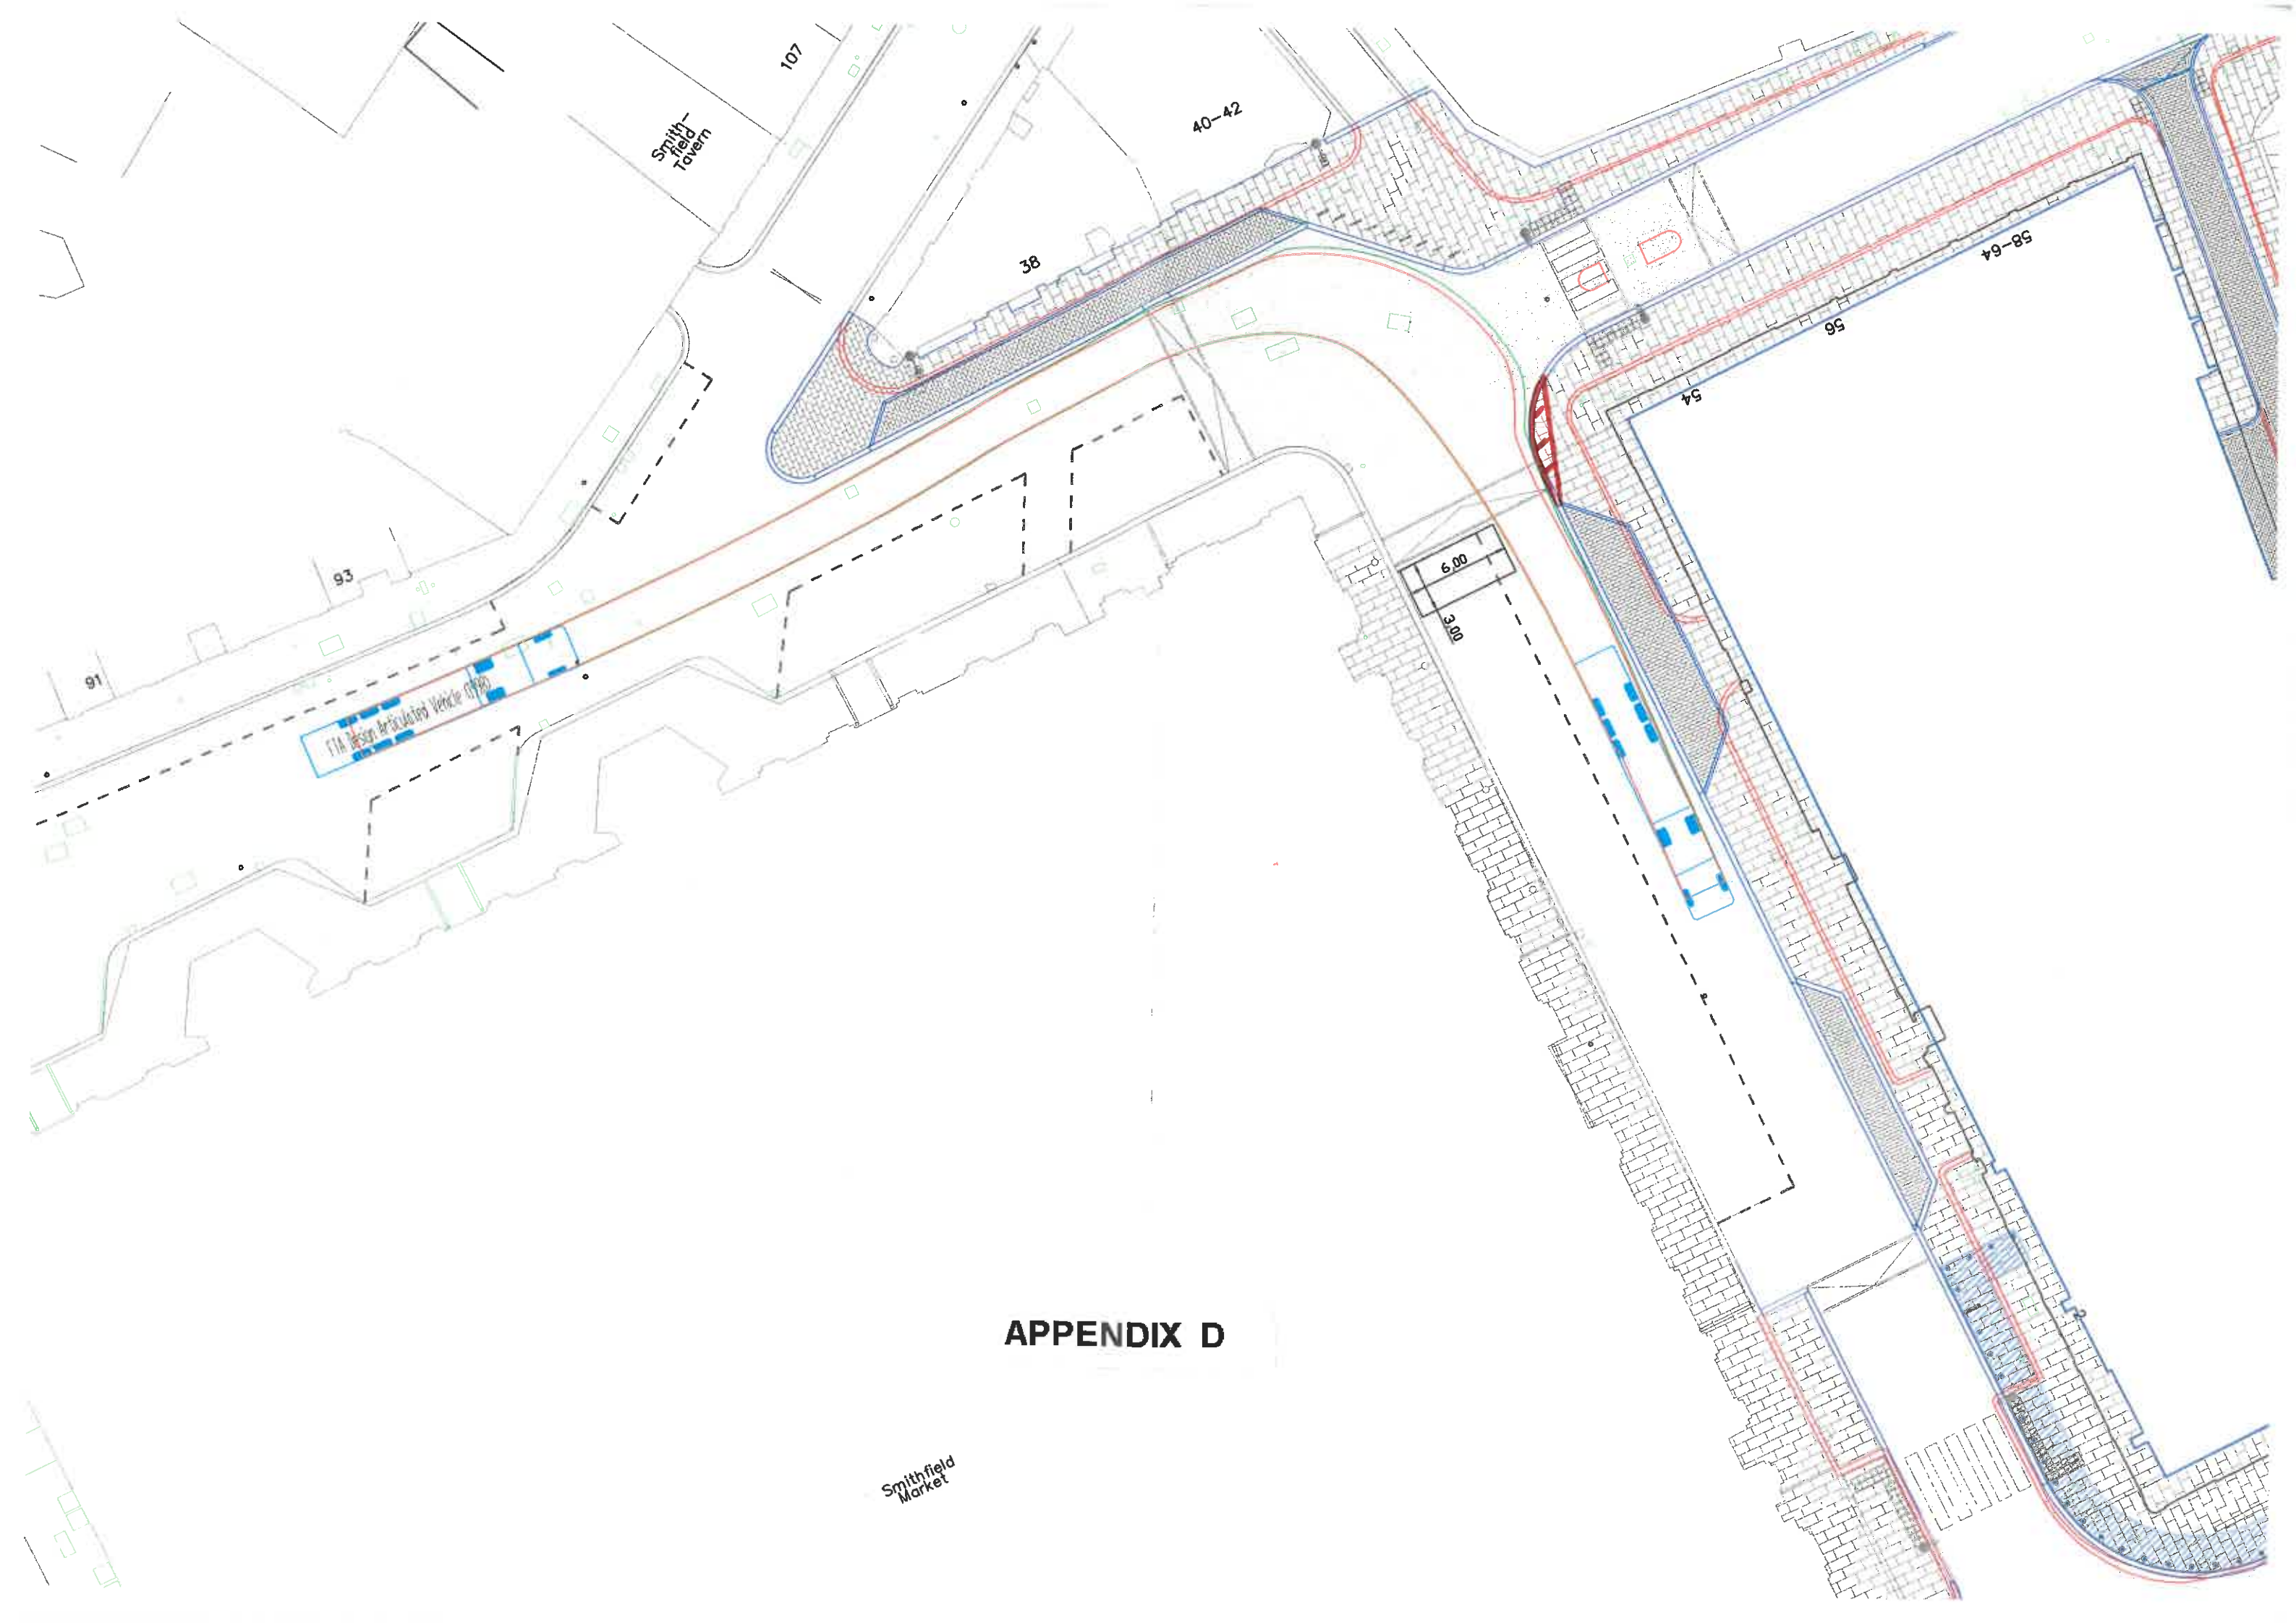 107
Smith-
field
Tavern
40-42
38
58-64
56
54
93
91
FTA Design Articulated Vehicle (1998)
6.00
3.00
2
APPENDIX D
Smithfield
Market